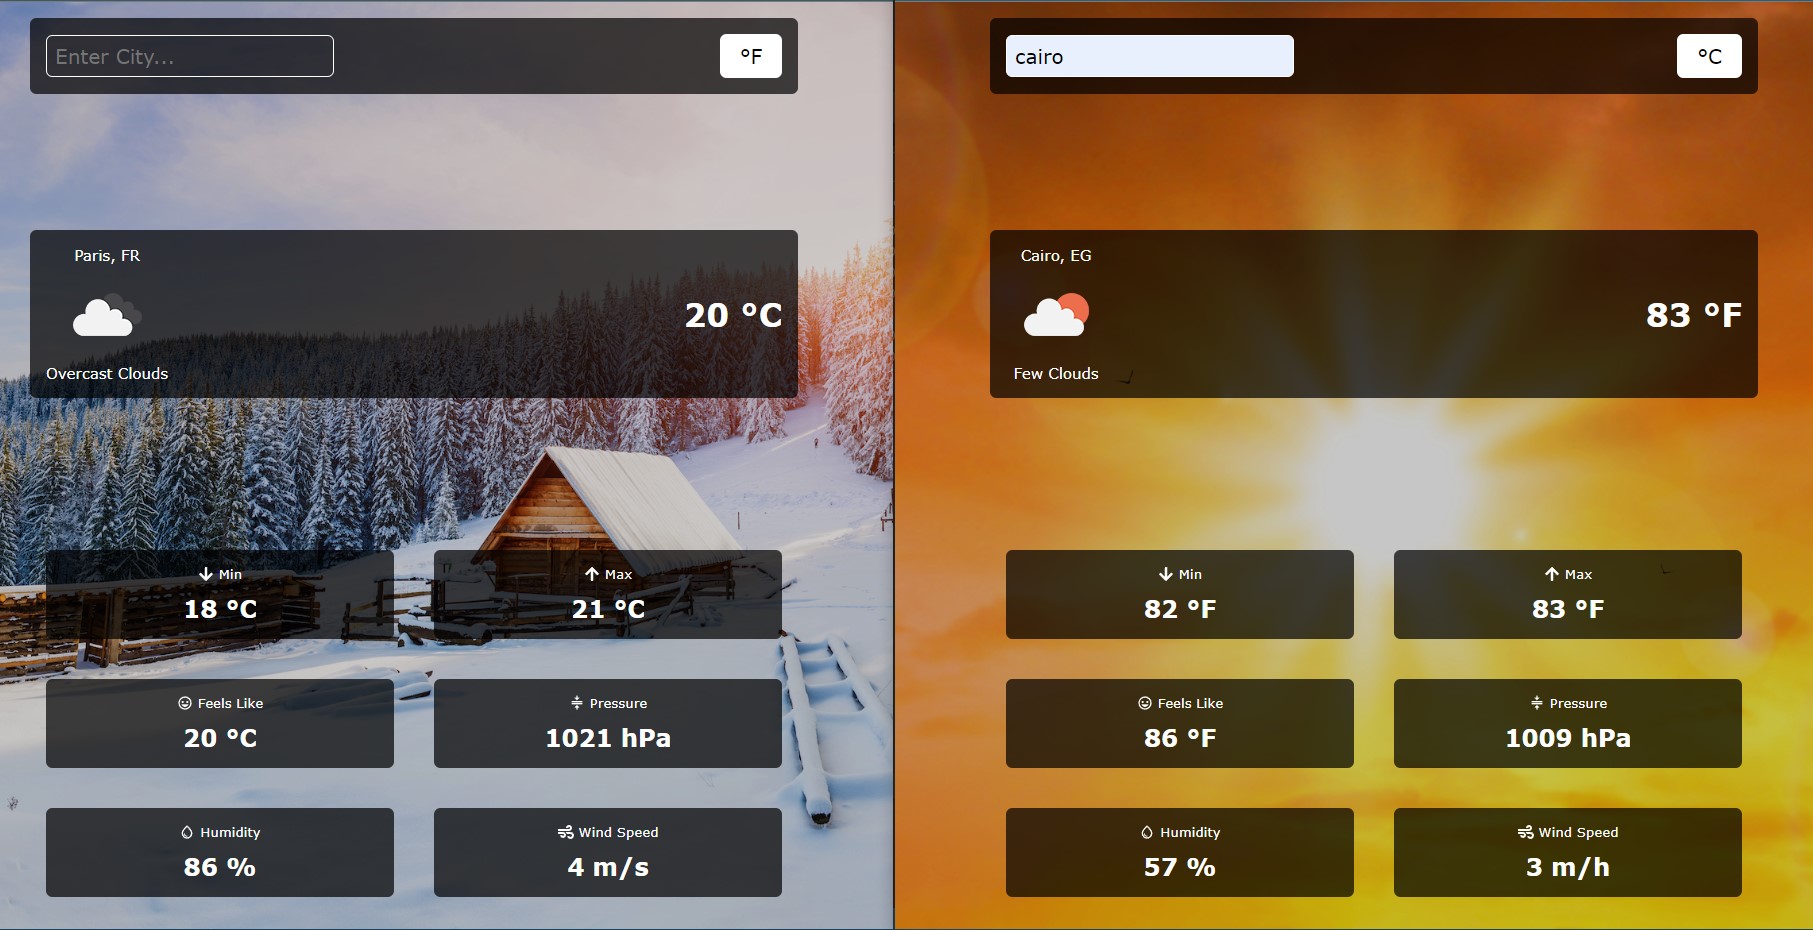 Enter City...
°F
Paris, FR
20 °C
Overcast Clouds
Min
18 °C
Max
21 °C
Feels Like
20 °C
Pressure
1021 hPa
Humidity
86 %
Wind Speed
4 m/s
cairo
°C
Cairo, EG
83 °F
Few Clouds
Min
82 °F
Max
83 °F
Feels Like
86 °F
Pressure
1009 hPa
Humidity
57 %
Wind Speed
3 m/h